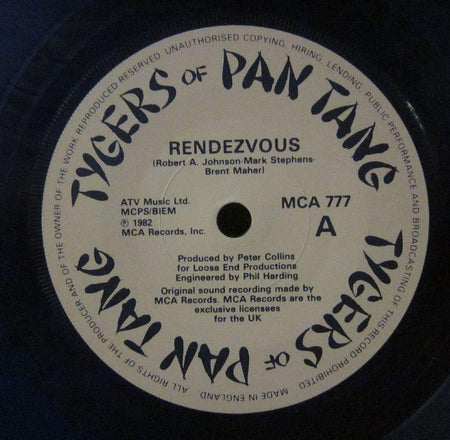 TYGERS OF PAN TANG
TYGERS OF PAN TANG
ALL RIGHTS OF THE PRODUCER AND OF THE OWNER OF THE WORK REPRODUCED RESERVED UNAUTHORISED COPYING, HIRING, LENDING, PUBLIC PERFORMANCE AND BROADCASTING OF THIS RECORD PROHIBITED MADE IN ENGLAND
RENDEZVOUS
(Robert A. Johnson-Mark Stephens-
Brent Maher)
ATV Music Ltd.
MCPS/BIEM
℗ 1982
MCA Records, Inc.
MCA 777
A
Produced by Peter Collins
for Loose End Productions
Engineered by Phil Harding
Original sound recording made by
MCA Records. MCA Records are the
exclusive licensees
for the UK